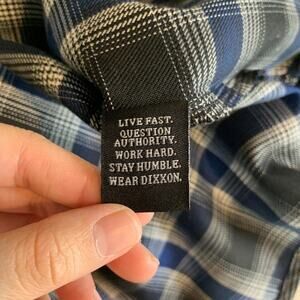 LIVE FAST.
QUESTION
AUTHORITY.
WORK HARD.
STAY HUMBLE.
WEAR DIXXON.